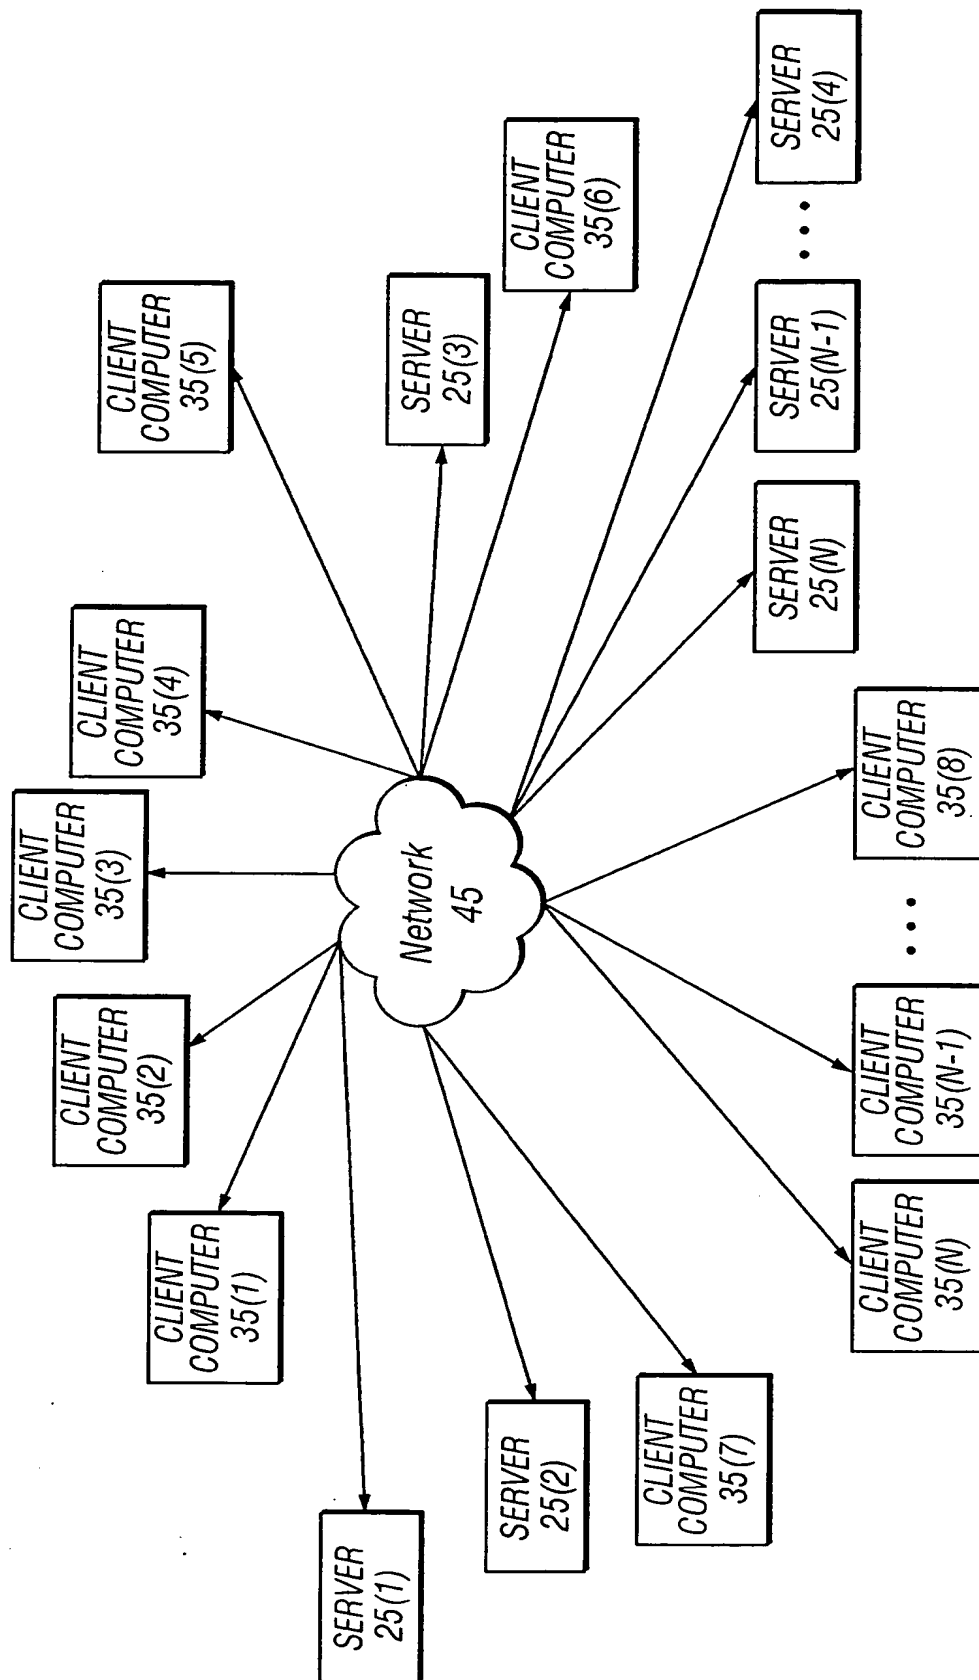 CLIENT
COMPUTER
35(3)
CLIENT
COMPUTER
35(2)
CLIENT
COMPUTER
35(4)
CLIENT
COMPUTER
35(5)
CLIENT
COMPUTER
35(1)
SERVER
25(1)
SERVER
25(3)
Network
45
SERVER
25(2)
CLIENT
COMPUTER
35(6)
CLIENT
COMPUTER
35(7)
SERVER
25(N)
SERVER
25(N-1)
....
SERVER
25(4)
CLIENT
COMPUTER
35(N)
CLIENT
COMPUTER
35(N-1)
...
CLIENT
COMPUTER
35(8)